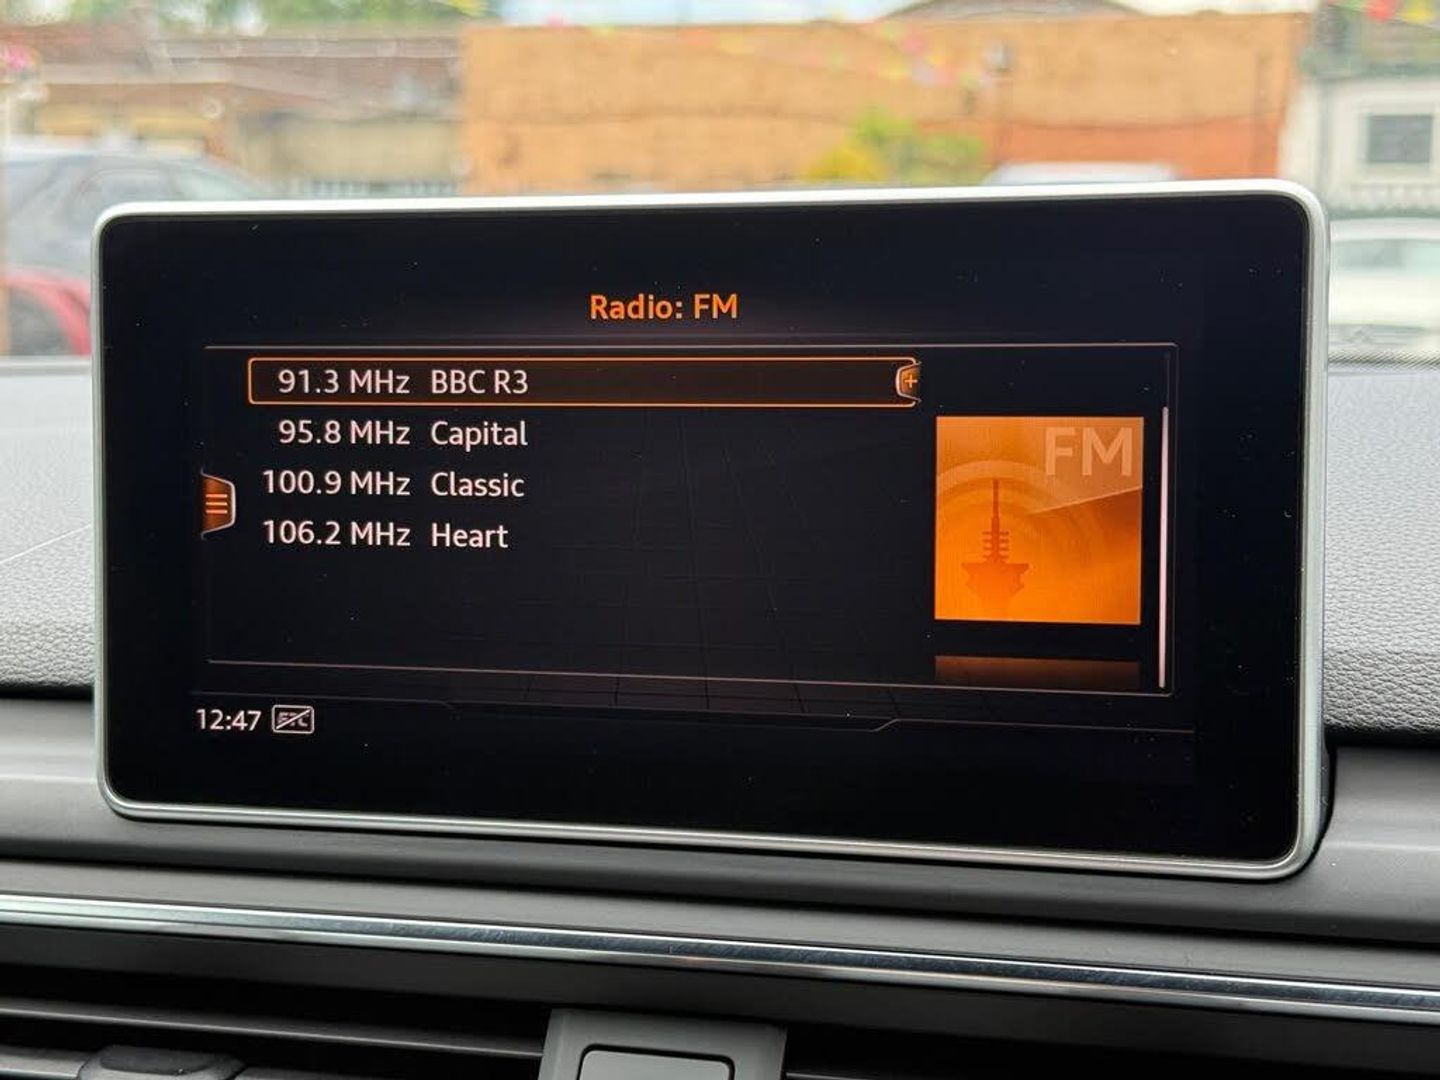 Radio: FM
91.3 MHz BBC R3
95.8 MHz Capital
FM
100.9 MHz Classic
106.2 MHz Heart
12:47 ETC